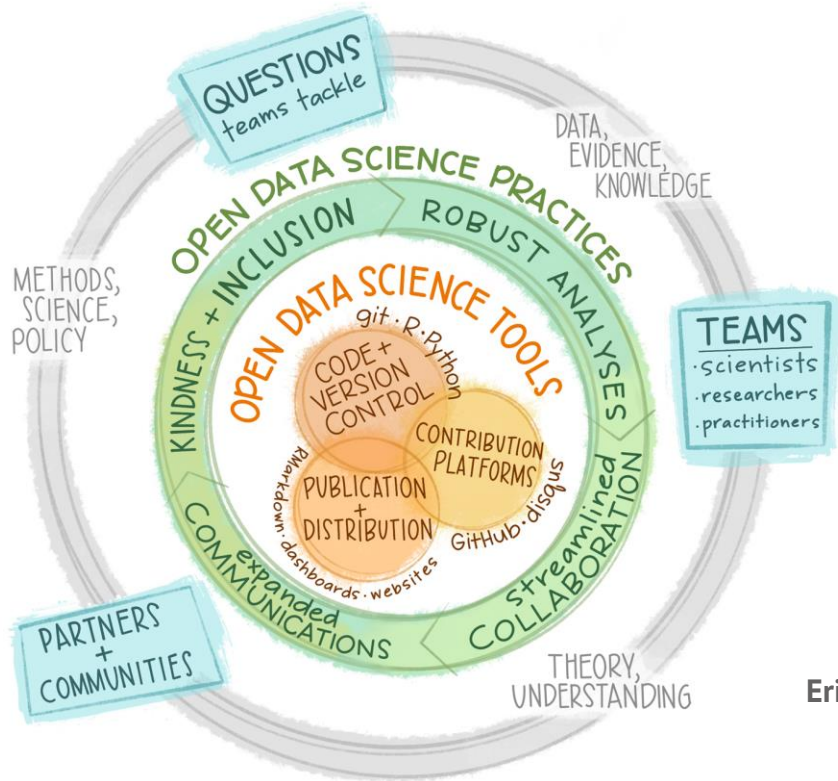 QUESTIONS
teams tackle
DATA,
EVIDENCE,
KNOWLEDGE
OPEN DATA SCIENCE PRACTICES
KINDNESS + INCLUSION
ROBUST ANALYSES
METHODS,
SCIENCE,
POLICY
OPEN DATA SCIENCE TOOLS
git · R · Python
CODE +
VERSION
CONTROL
TEAMS
· scientists
· researchers
· practitioners
CONTRIBUTION
PLATFORMS
GitHub · disqus
PUBLICATION
+
DISTRIBUTION
RMarkdown · dashboards · websites
streamlined
COLLABORATION
expanded
COMMUNICATIONS
PARTNERS
+
COMMUNITIES
THEORY,
UNDERSTANDING
Eri